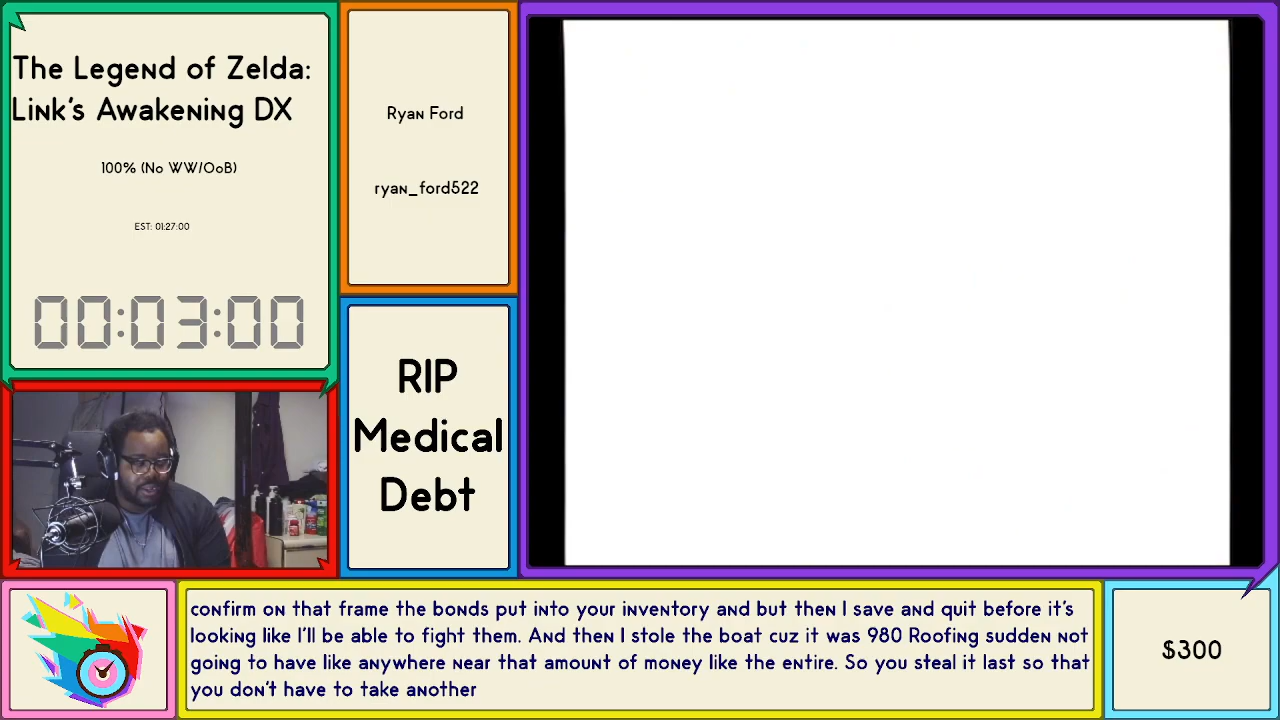 The Legend of Zelda:
Link's Awakening DX
100% (No WW/OoB)
EST: 01:27:00
00:03:00
Ryan Ford
ryan_ford522
RIP
Medical
Debt
confirm on that frame the bonds put into your inventory and but then I save and quit before it's
looking like I'll be able to fight them. And then I stole the boat cuz it was 980 Roofing sudden not
going to have like anywhere near that amount of money like the entire. So you steal it last so that
you don't have to take another
$300